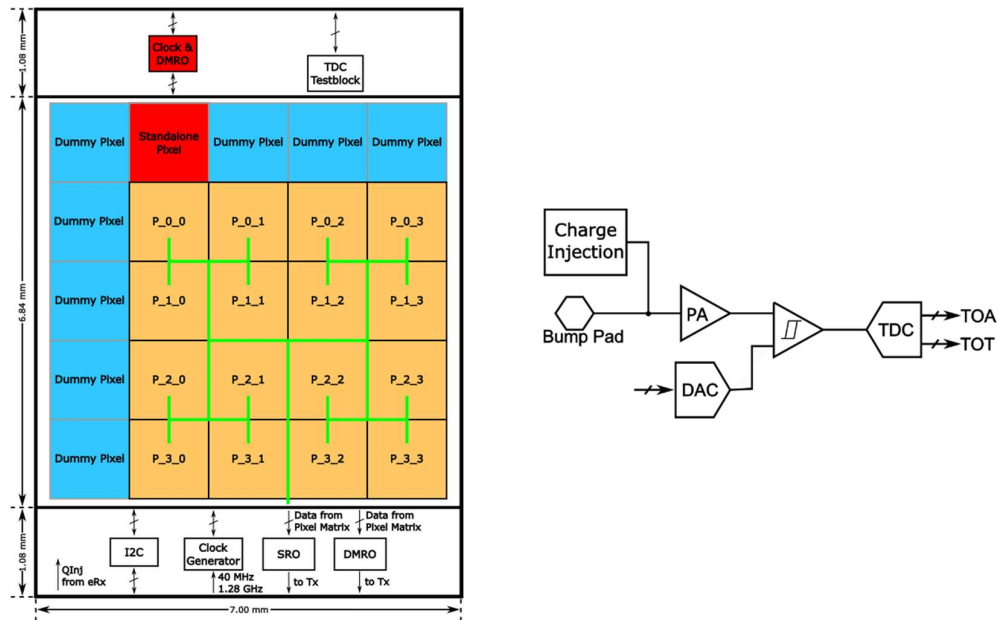 1.08 mm
Clock &
DMRO
TDC
Testblock
6.84 mm
Dummy Pixel
Standalone
Pixel
Dummy Pixel
Dummy Pixel
Dummy Pixel
Dummy Pixel
P_0_0
P_0_1
P_0_2
P_0_3
Dummy Pixel
P_1_0
P_1_1
P_1_2
P_1_3
Dummy Pixel
P_2_0
P_2_1
P_2_2
P_2_3
Dummy Pixel
P_3_0
P_3_1
P_3_2
P_3_3
1.08 mm
QInj
from eRx
I2C
Clock
Generator
40 MHz
1.28 GHz
Data from
Pixel Matrix
SRO
to Tx
Data from
Pixel Matrix
DMRO
to Tx
7.00 mm
Charge
Injection
Bump Pad
PA
DAC
TDC
TOA
TOT